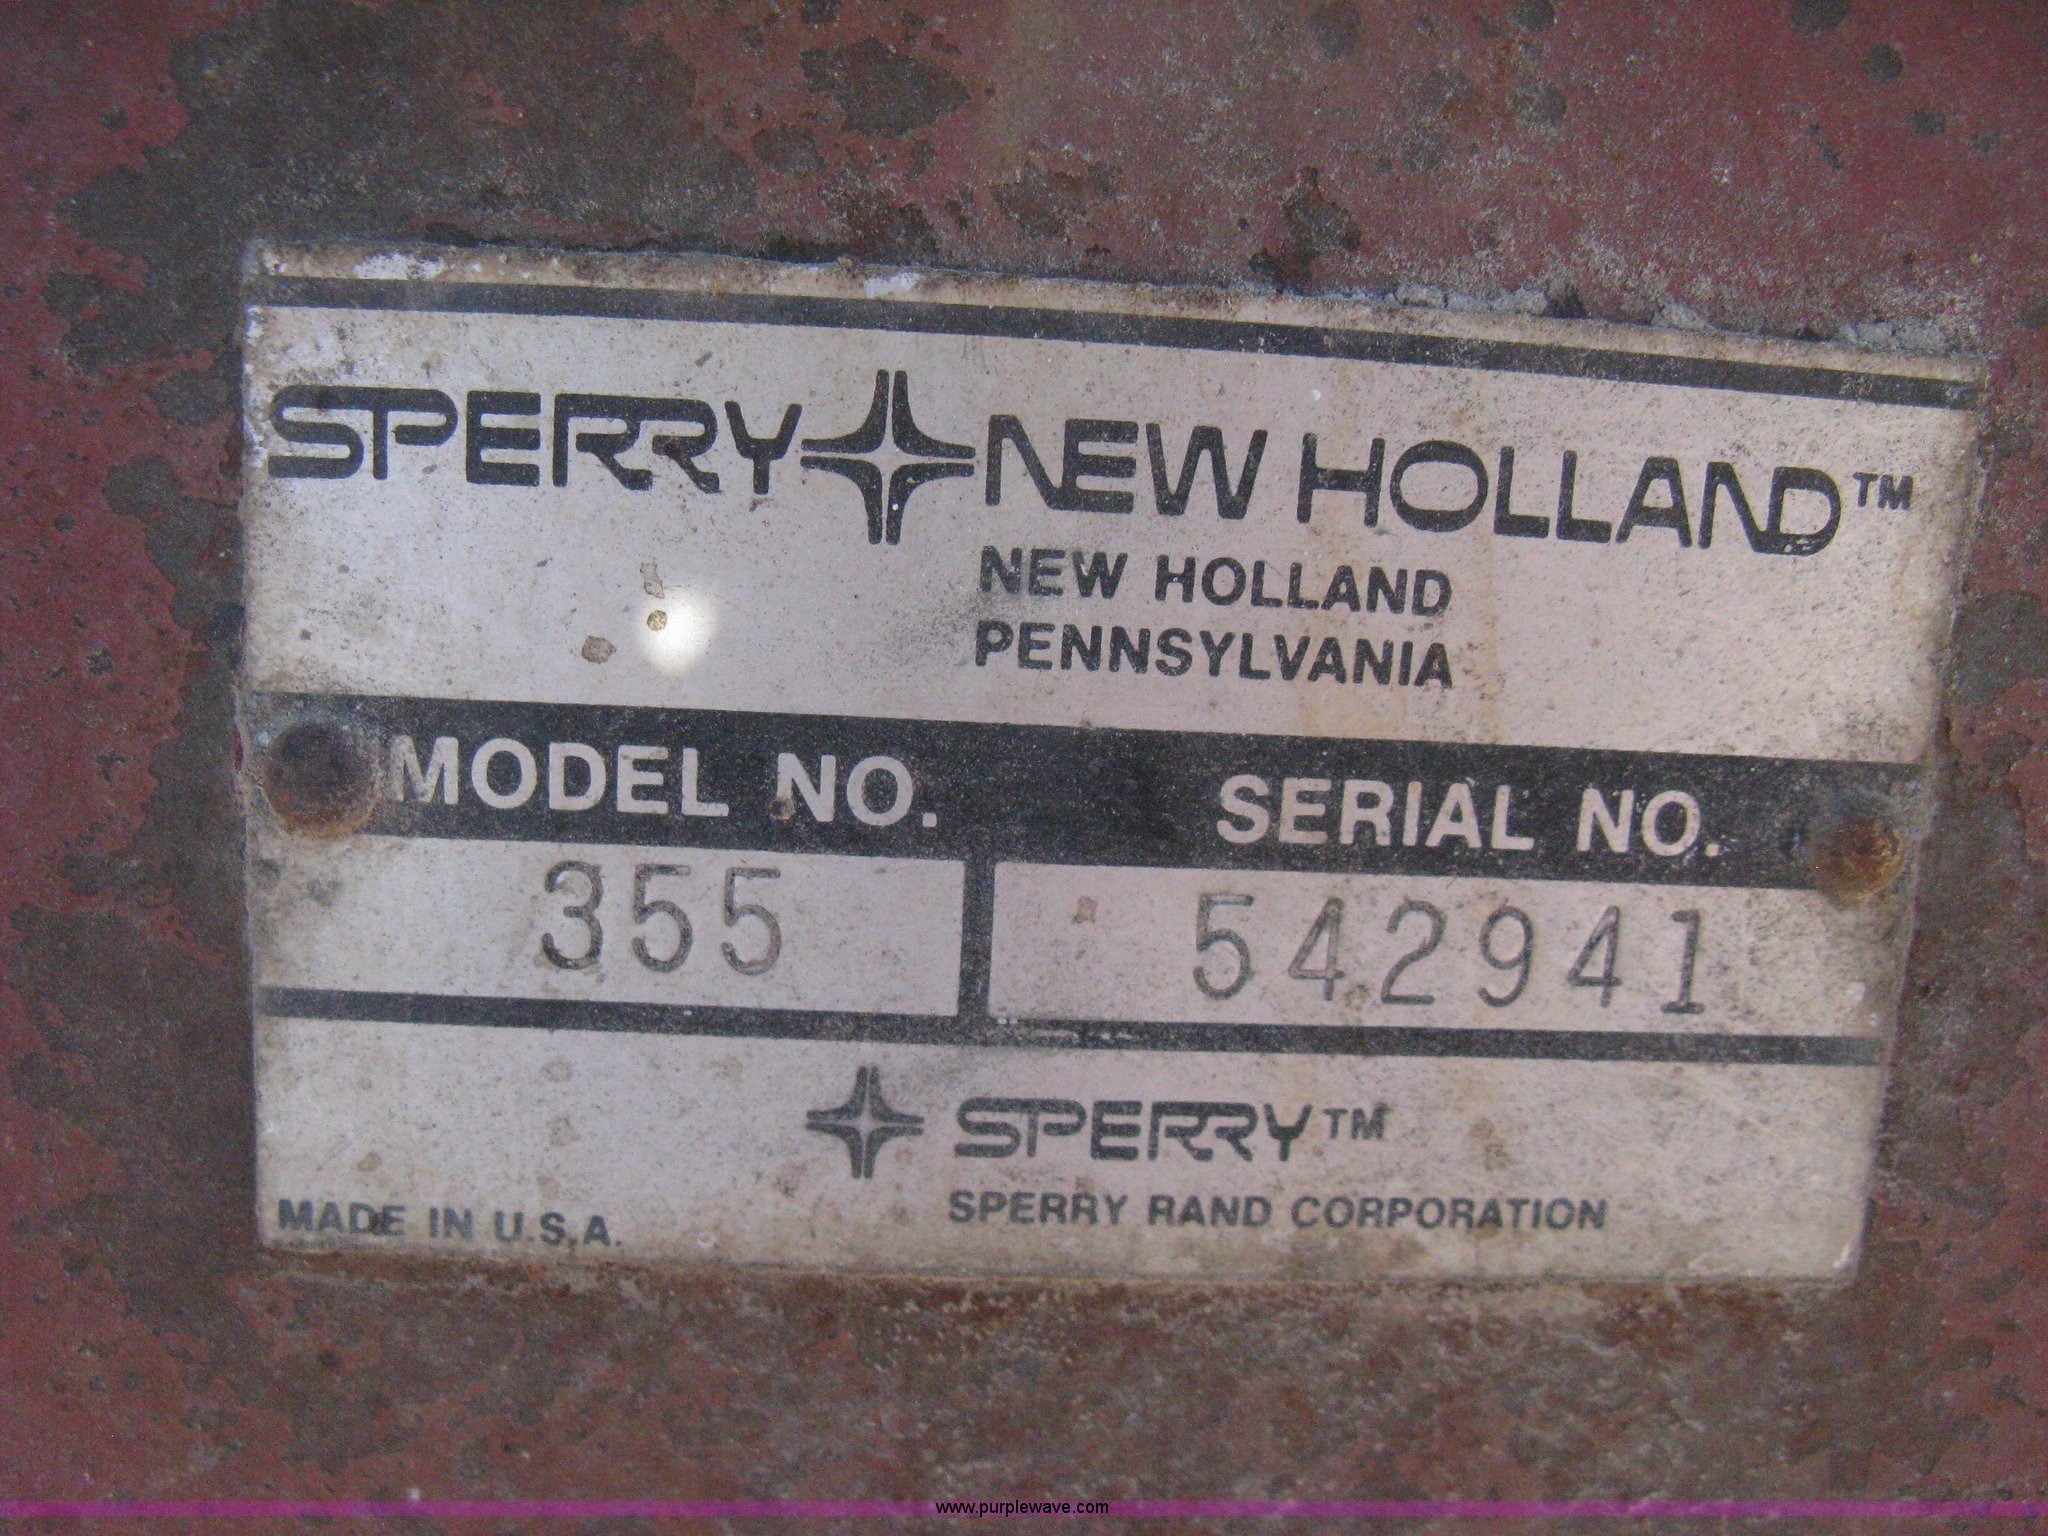 SPERRY NEW HOLLAND™
NEW HOLLAND
PENNSYLVANIA
MODEL NO. SERIAL NO.
355 542941
SPERRY™
SPERRY RAND CORPORATION
MADE IN U.S.A.
www.purplewave.com